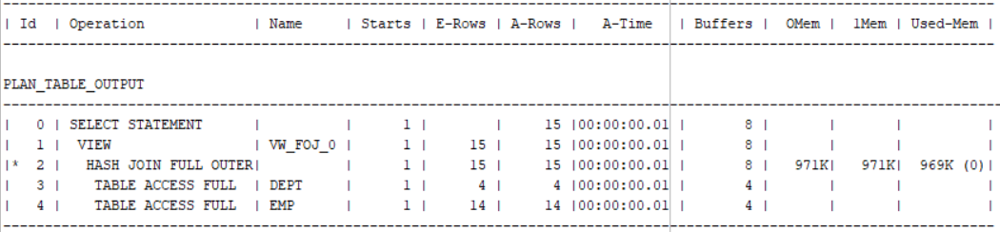 | Id | Operation | Name | Starts | E-Rows | A-Rows | A-Time | Buffers | OMem | 1Mem | Used-Mem |
PLAN_TABLE_OUTPUT
| 0 | SELECT STATEMENT | | 1 | | 15 |00:00:00.01 | 8 | | | |
| 1 | VIEW | VW_FOJ_0 | 1 | 15 | 15 |00:00:00.01 | 8 | | | |
|* 2 | HASH JOIN FULL OUTER| | 1 | 15 | 15 |00:00:00.01 | 8 | 971K| 971K| 969K (0)|
| 3 | TABLE ACCESS FULL | DEPT | 1 | 4 | 4 |00:00:00.01 | 4 | | | |
| 4 | TABLE ACCESS FULL | EMP | 1 | 14 | 14 |00:00:00.01 | 4 | | | |